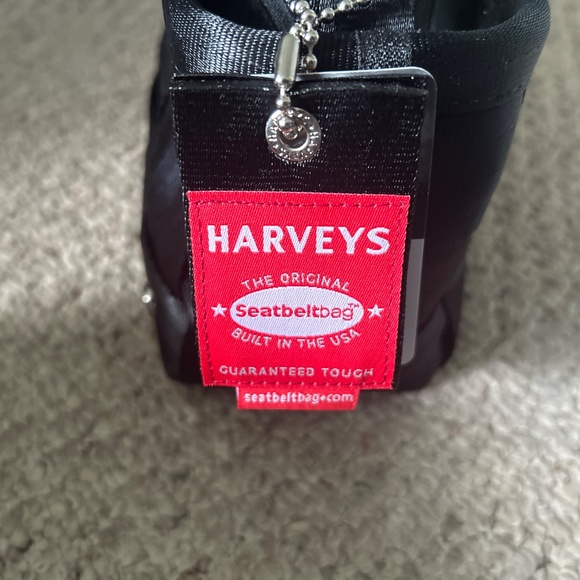 HARVEYS
THE ORIGINAL
Seatbeltbag™
BUILT IN THE USA
GUARANTEED TOUGH
seatbeltbag.com